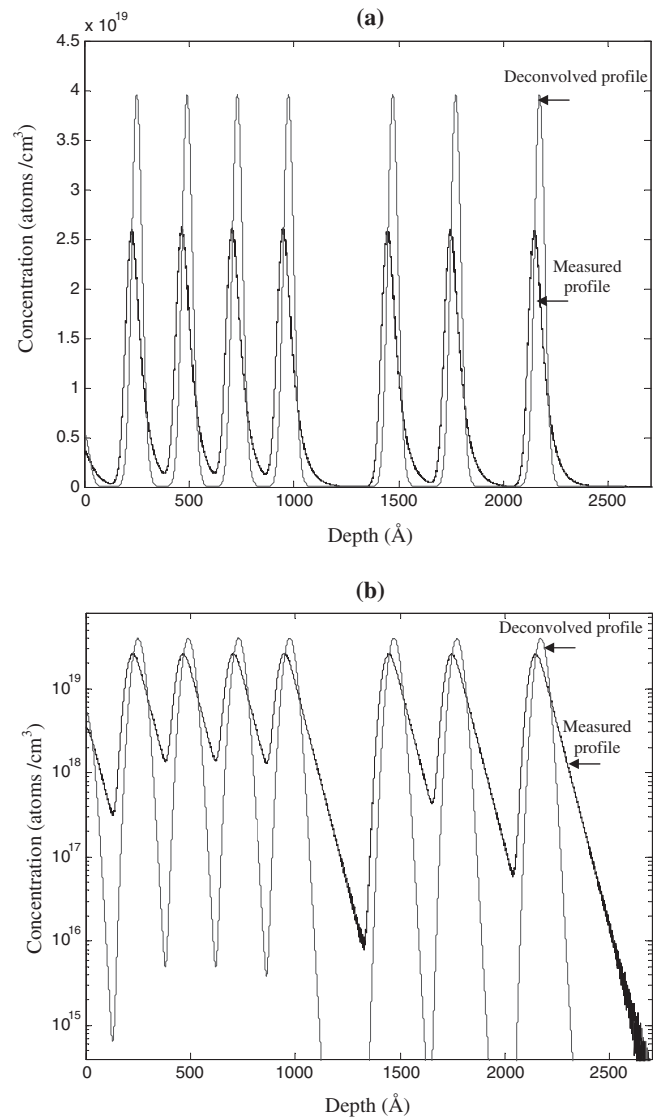 (a)
x 10^19
4.5
4
3.5
3
2.5
2
1.5
1
0.5
0
Concentration (atoms /cm^3)
Deconvolved profile
Measured
profile
0
500
1000
1500
2000
2500
Depth (Å)
(b)
10^19
10^18
10^17
10^16
10^15
Concentration (atoms /cm^3)
Deconvolved profile
Measured
profile
0
500
1000
1500
2000
2500
Depth (Å)